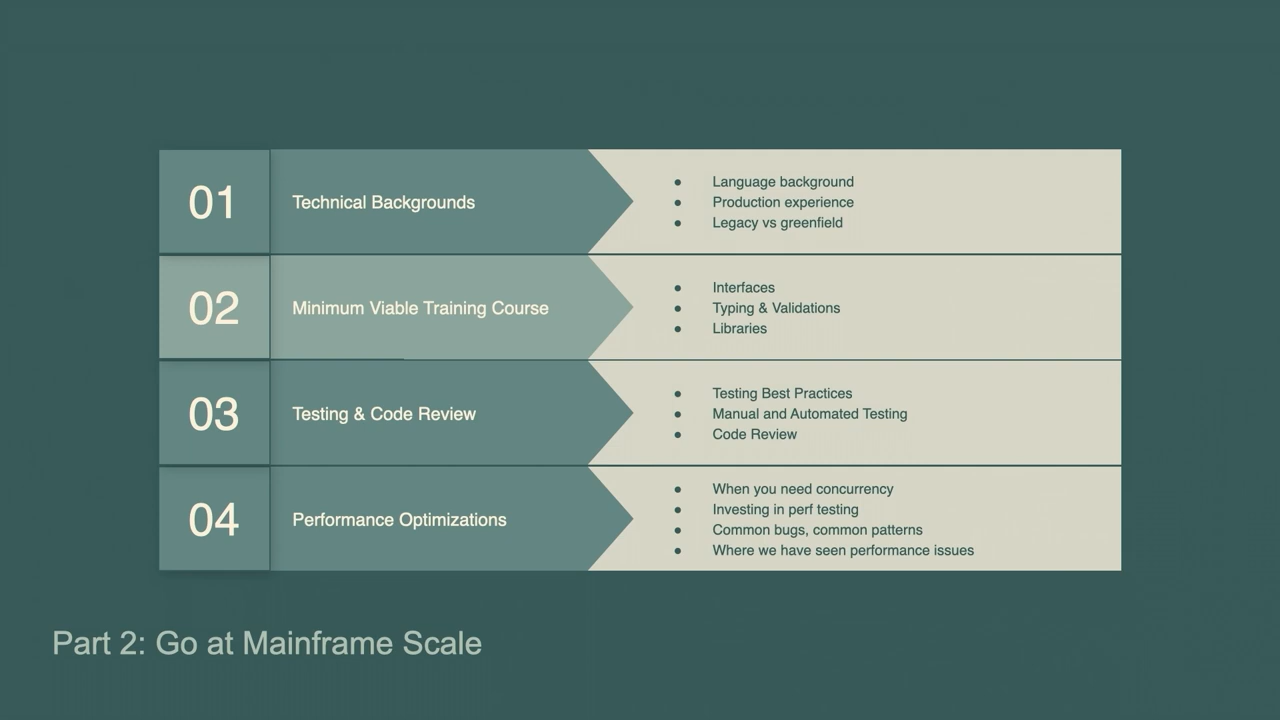 01
Technical Backgrounds
● Language background
● Production experience
● Legacy vs greenfield
02
Minimum Viable Training Course
● Interfaces
● Typing & Validations
● Libraries
03
Testing & Code Review
● Testing Best Practices
● Manual and Automated Testing
● Code Review
04
Performance Optimizations
● When you need concurrency
● Investing in perf testing
● Common bugs, common patterns
● Where we have seen performance issues
Part 2: Go at Mainframe Scale